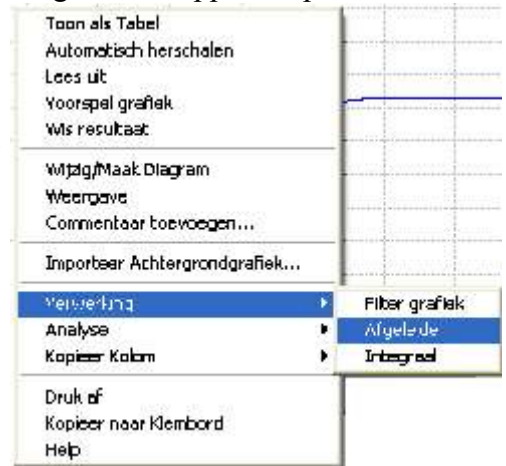 Toon als Tabel
Automatisch herschalen
Lees uit
Voorspel grafiek
Wis resultaat
Wijzig/Maak Diagram
Weergave
Commentaar toevoegen...
Importeer Achtergrondgrafiek...
Verwerking
Filter grafiek
Analyse
Afgeleide
Kopieer Kolom
Integraal
Druk af
Kopieer naar Klembord
Help